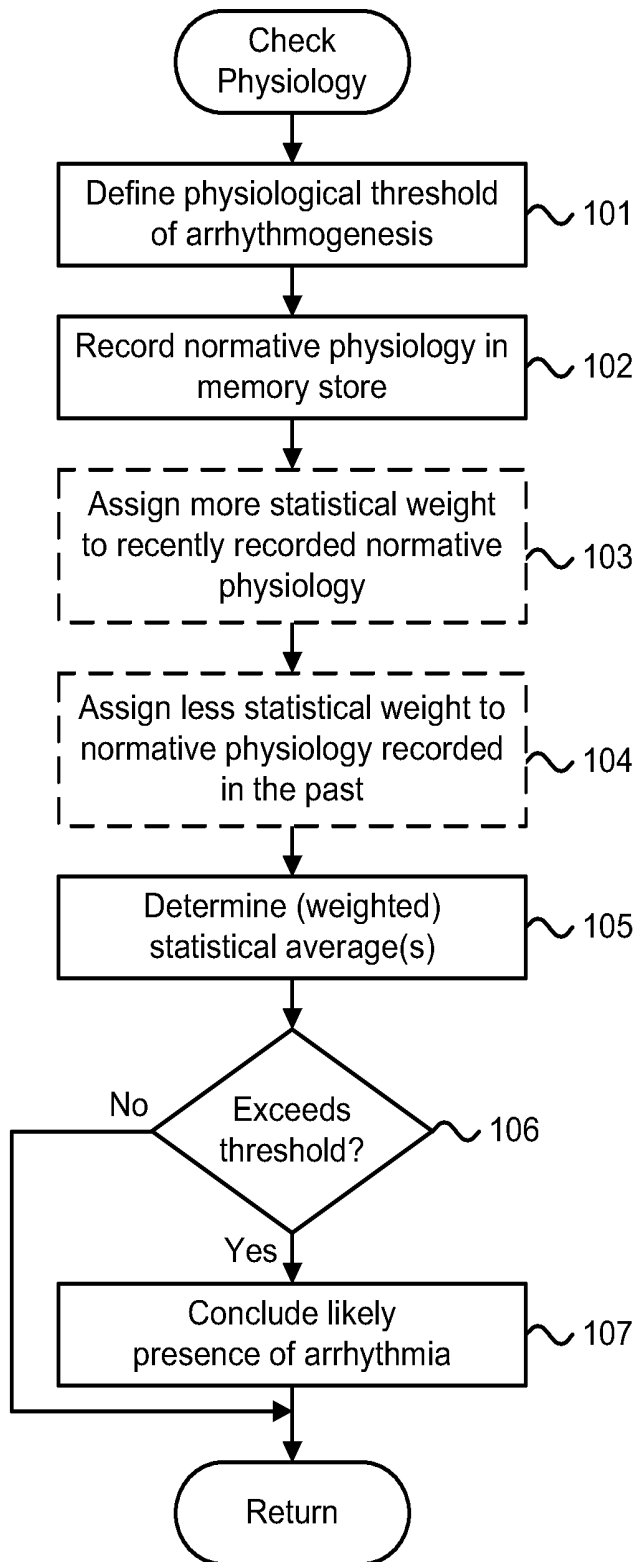 Check
Physiology
Define physiological threshold
of arrhythmogenesis
101
Record normative physiology in
memory store
102
Assign more statistical weight
to recently recorded normative
physiology
103
Assign less statistical weight to
normative physiology recorded
in the past
104
Determine (weighted)
statistical average(s)
105
No
Exceeds
threshold?
106
Yes
Conclude likely
presence of arrhythmia
107
Return